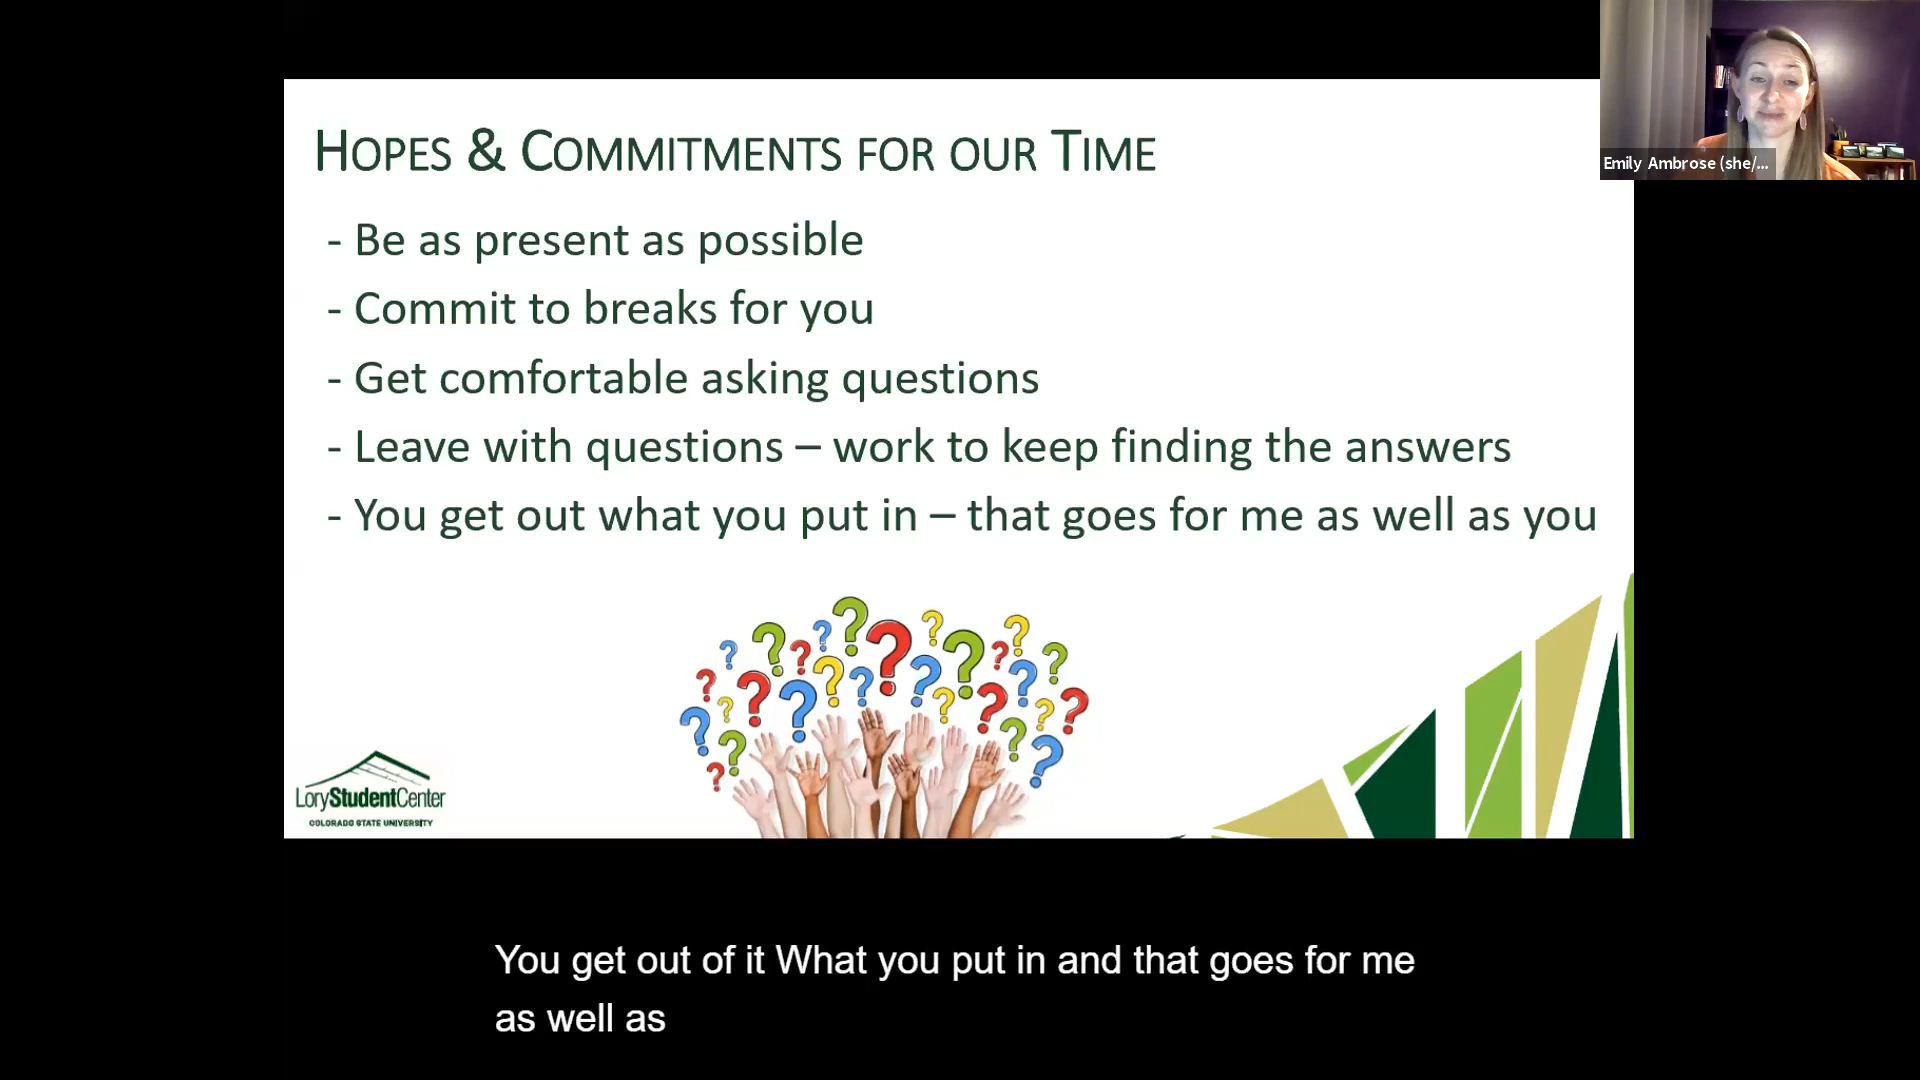 HOPES & COMMITMENTS FOR OUR TIME
- Be as present as possible
- Commit to breaks for you
- Get comfortable asking questions
- Leave with questions – work to keep finding the answers
- You get out what you put in – that goes for me as well as you
LoryStudentCenter
COLORADO STATE UNIVERSITY
Emily Ambrose (she/...
You get out of it What you put in and that goes for me
as well as